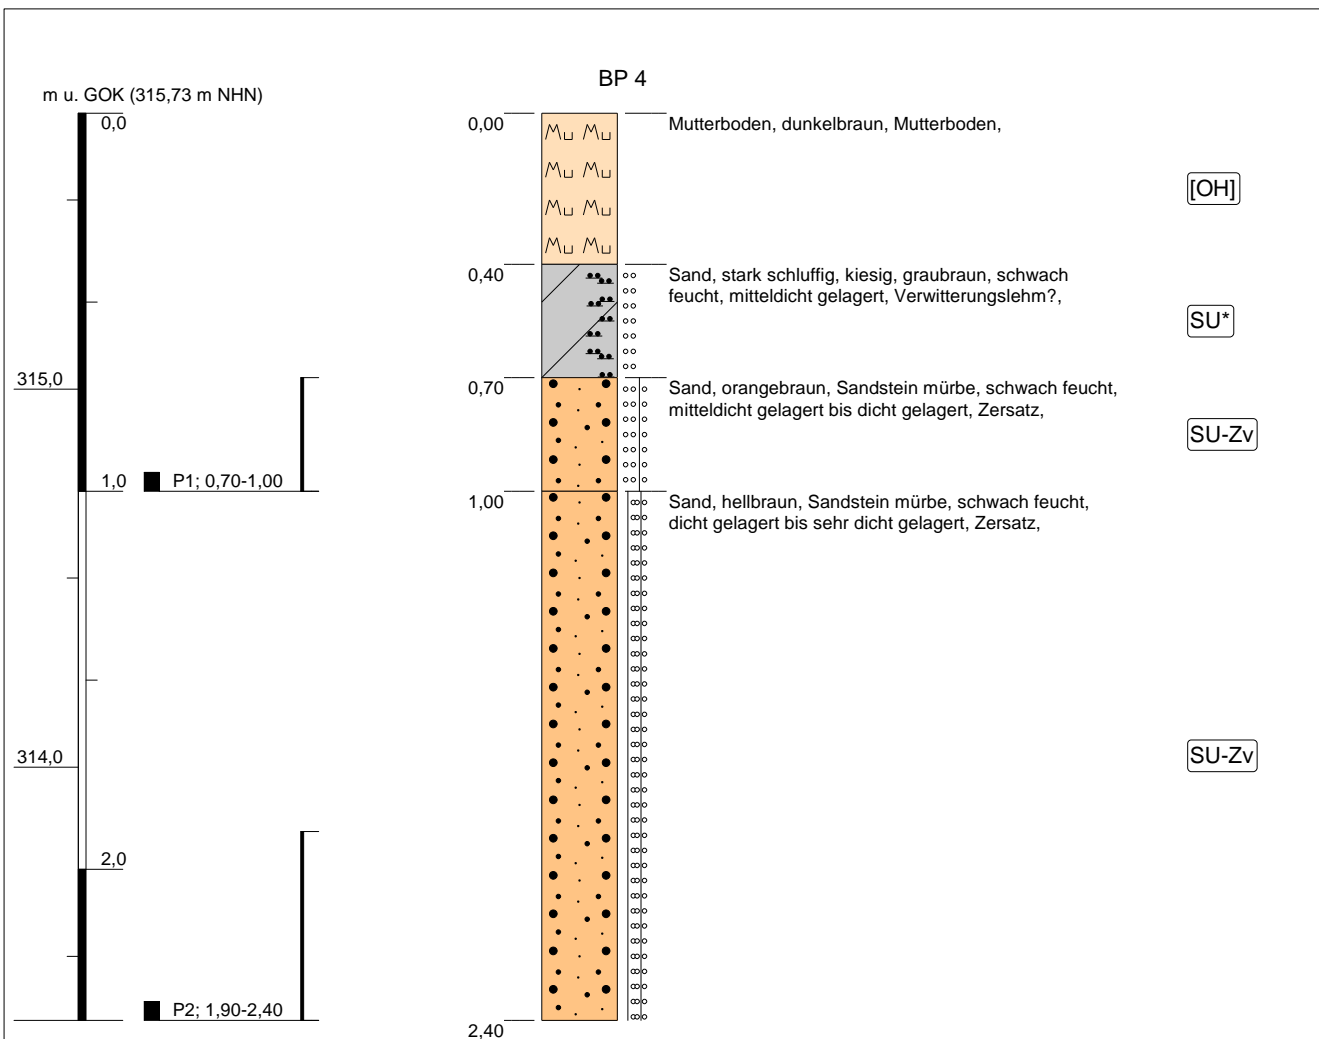 BP 4
m u. GOK (315,73 m NHN)
0,0
0,00
Mutterboden, dunkelbraun, Mutterboden,
[OH]
0,40
Sand, stark schluffig, kiesig, graubraun, schwach
feucht, mitteldicht gelagert, Verwitterungslehm?,
SU*
315,0
0,70
Sand, orangebraun, Sandstein mürbe, schwach feucht,
mitteldicht gelagert bis dicht gelagert, Zersatz,
SU-Zv
1,0
P1; 0,70-1,00
1,00
Sand, hellbraun, Sandstein mürbe, schwach feucht,
dicht gelagert bis sehr dicht gelagert, Zersatz,
314,0
SU-Zv
2,0
P2; 1,90-2,40
2,40